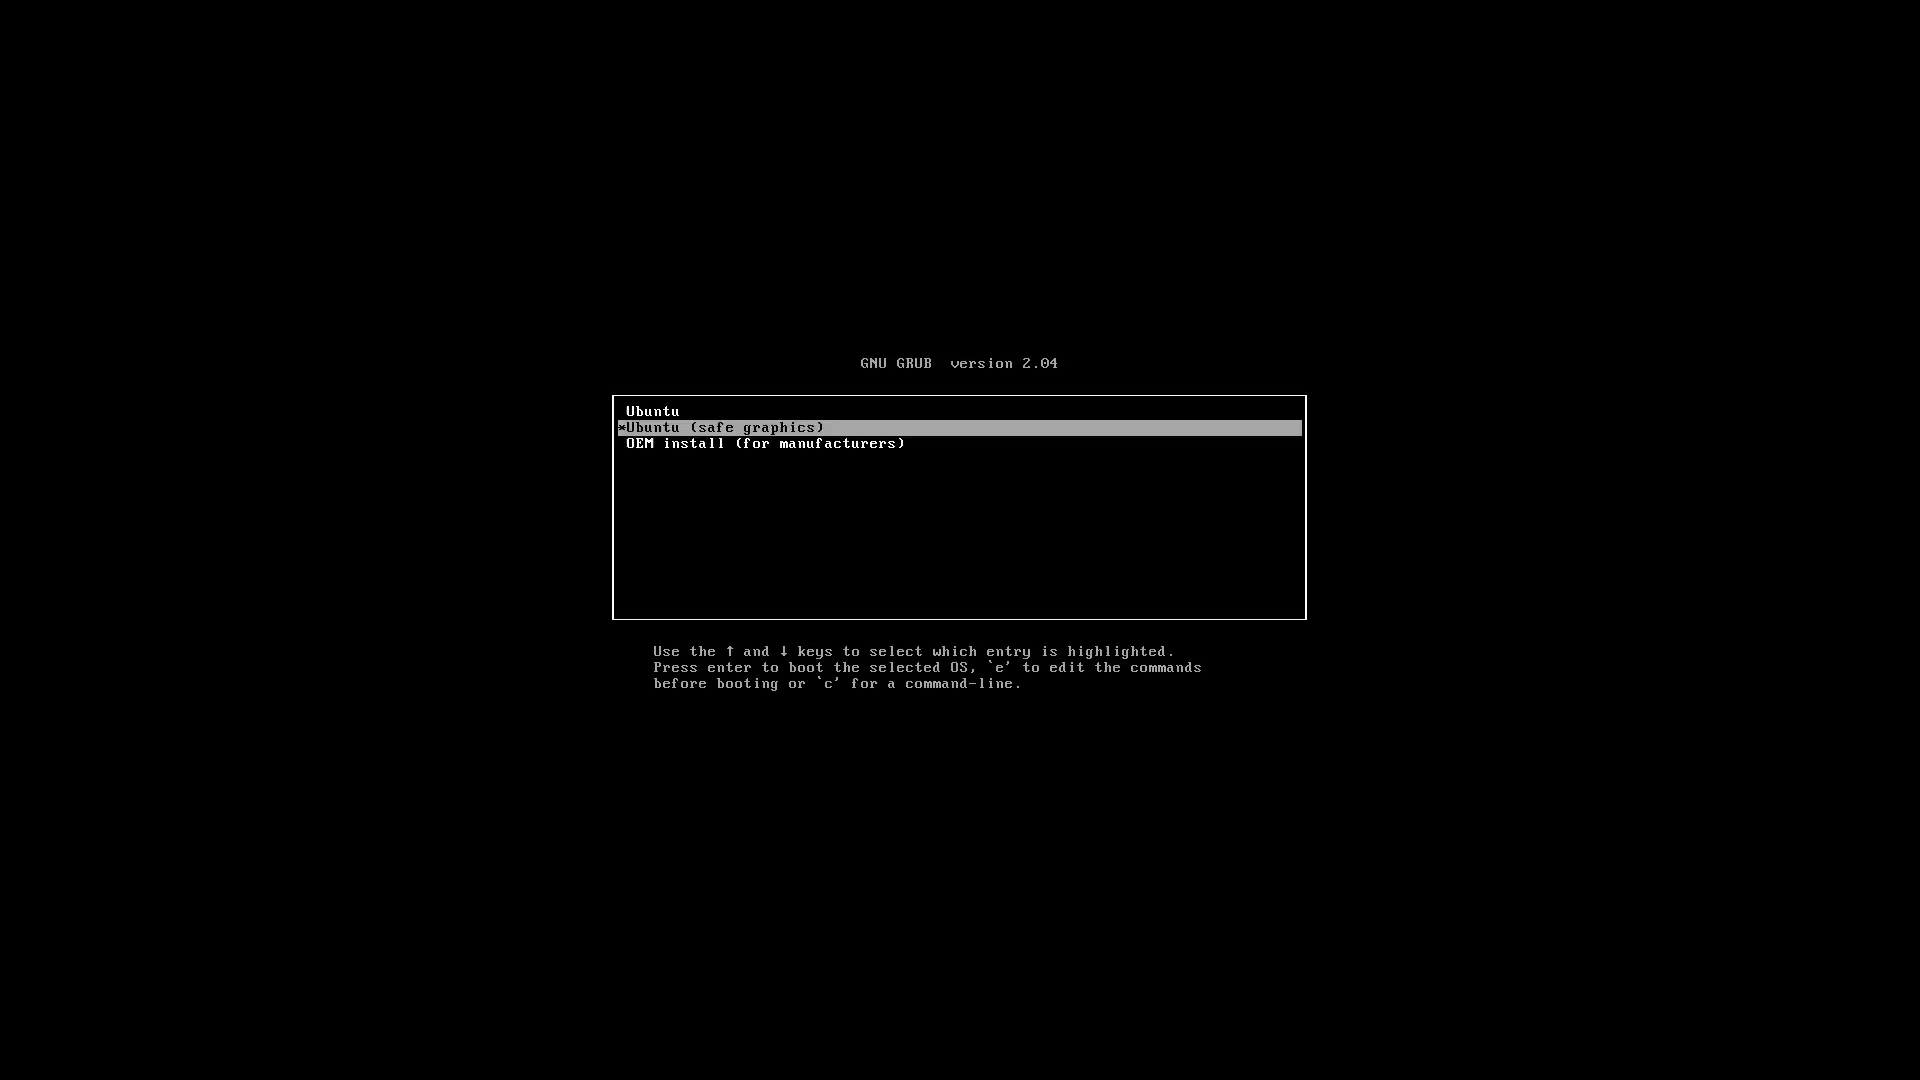 GNU GRUB  version 2.04
Ubuntu
*Ubuntu (safe graphics)
OEM install (for manufacturers)
Use the ↑ and ↓ keys to select which entry is highlighted.
Press enter to boot the selected OS, `e' to edit the commands
before booting or `c' for a command-line.